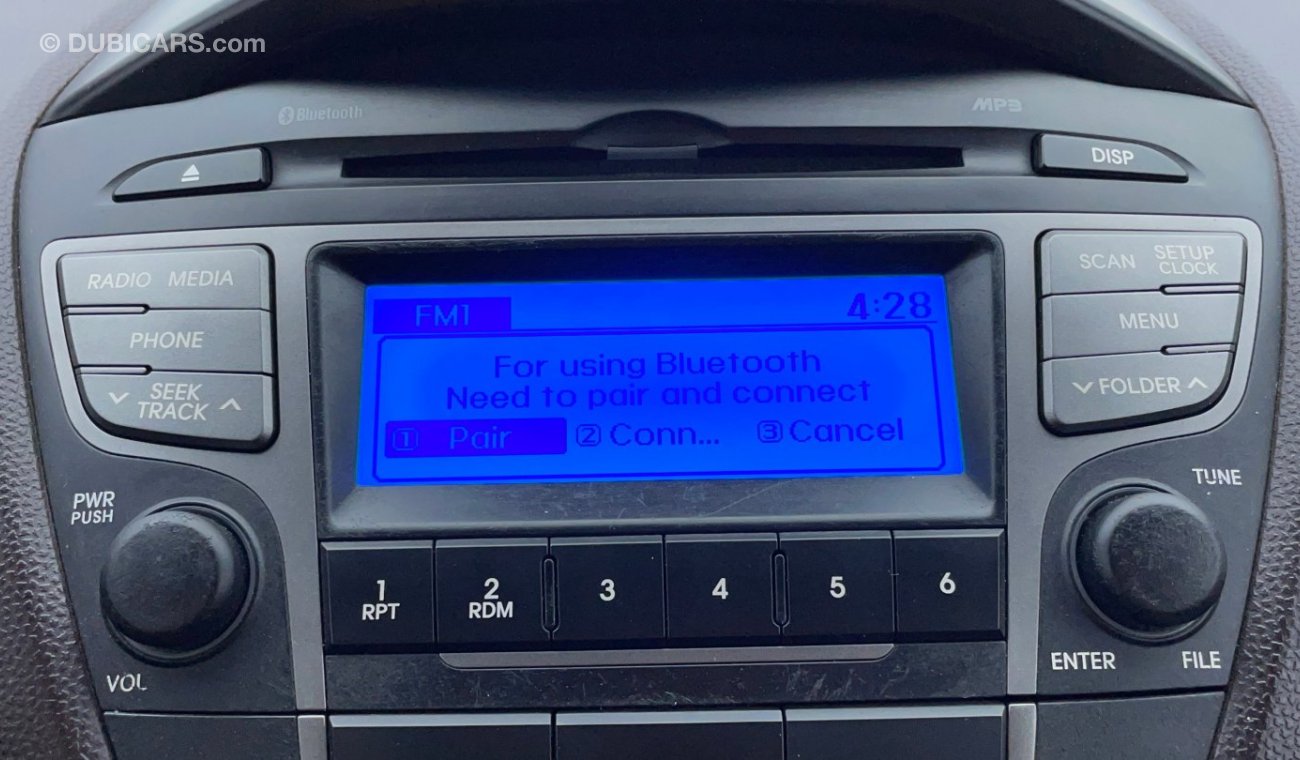 © DUBICARS.com
Bluetooth
MP3
DISP
RADIO MEDIA
PHONE
SEEK
TRACK
SCAN SETUP
CLOCK
MENU
FOLDER
FM1 4:28
For using Bluetooth
Need to pair and connect
1 Pair 2 Conn... 3 Cancel
PWR
PUSH
VOL
1
RPT
2
RDM
3
4
5
6
TUNE
ENTER
FILE